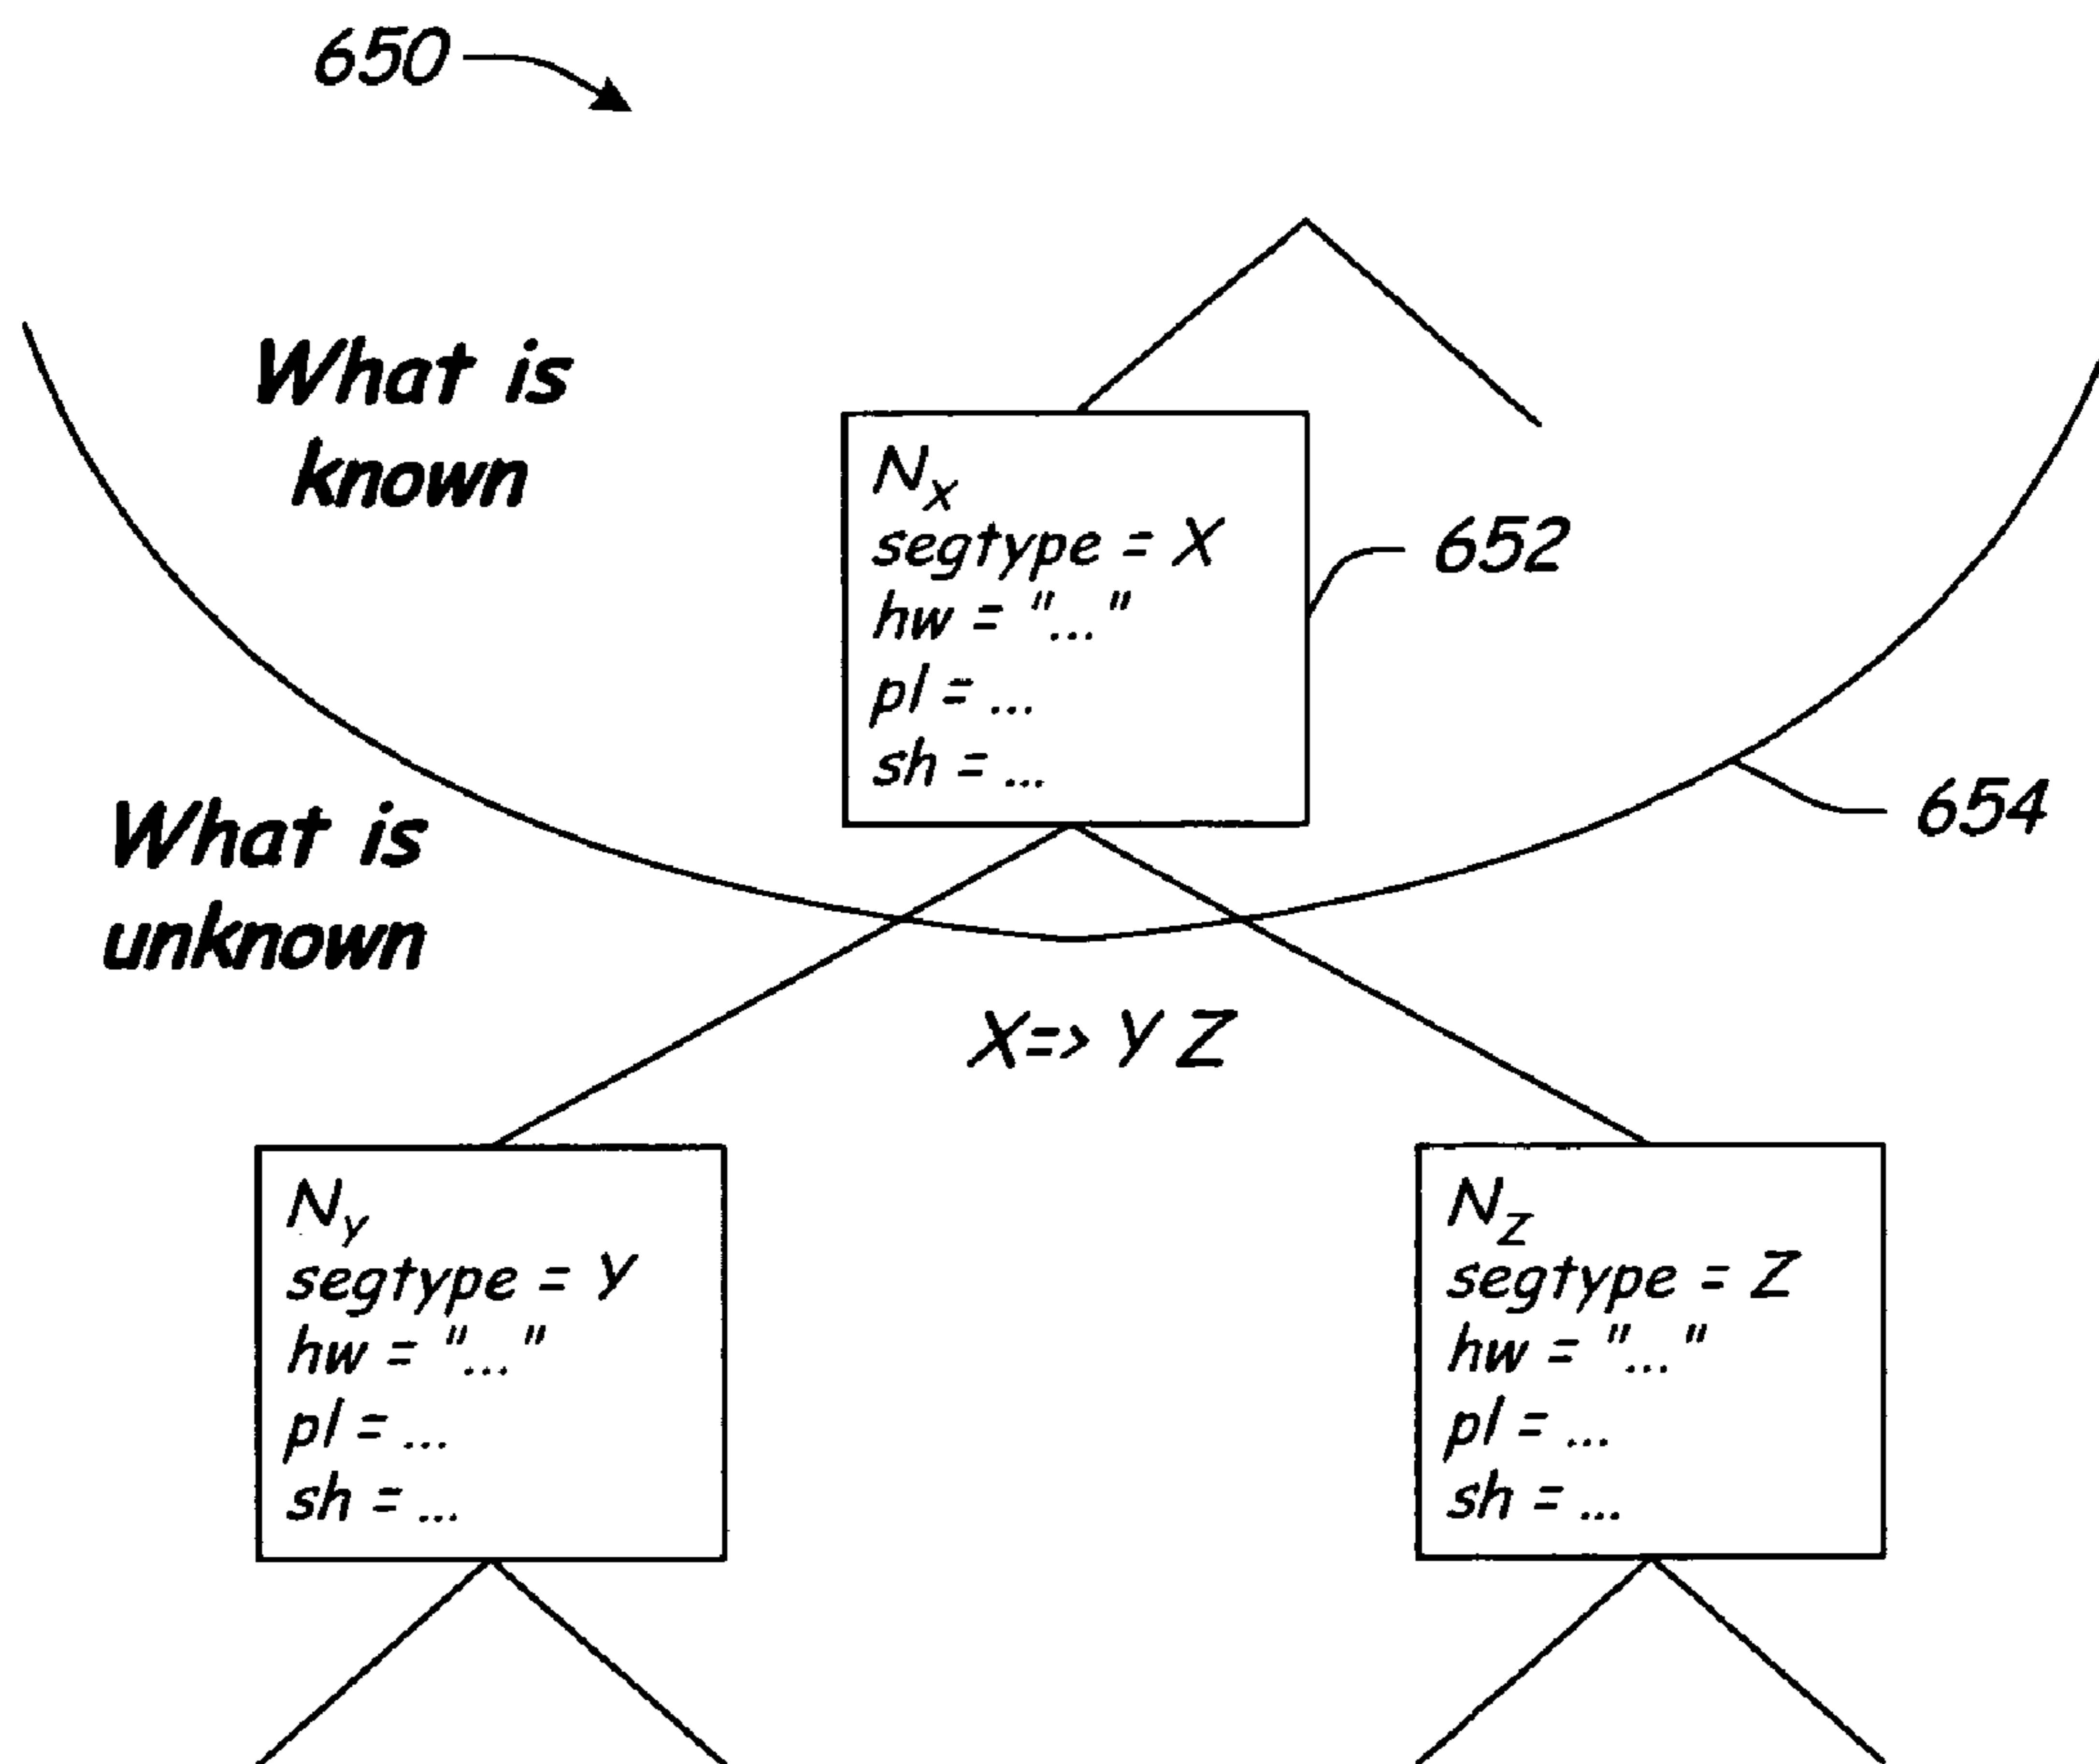 650
What is
known
N_X
segtype = X
hw = "..."
pl = ...
sh = ...
652
654
What is
unknown
X=> Y Z
N_Y
segtype = Y
hw = "..."
pl = ...
sh = ...
N_Z
segtype = Z
hw = "..."
pl = ...
sh = ...